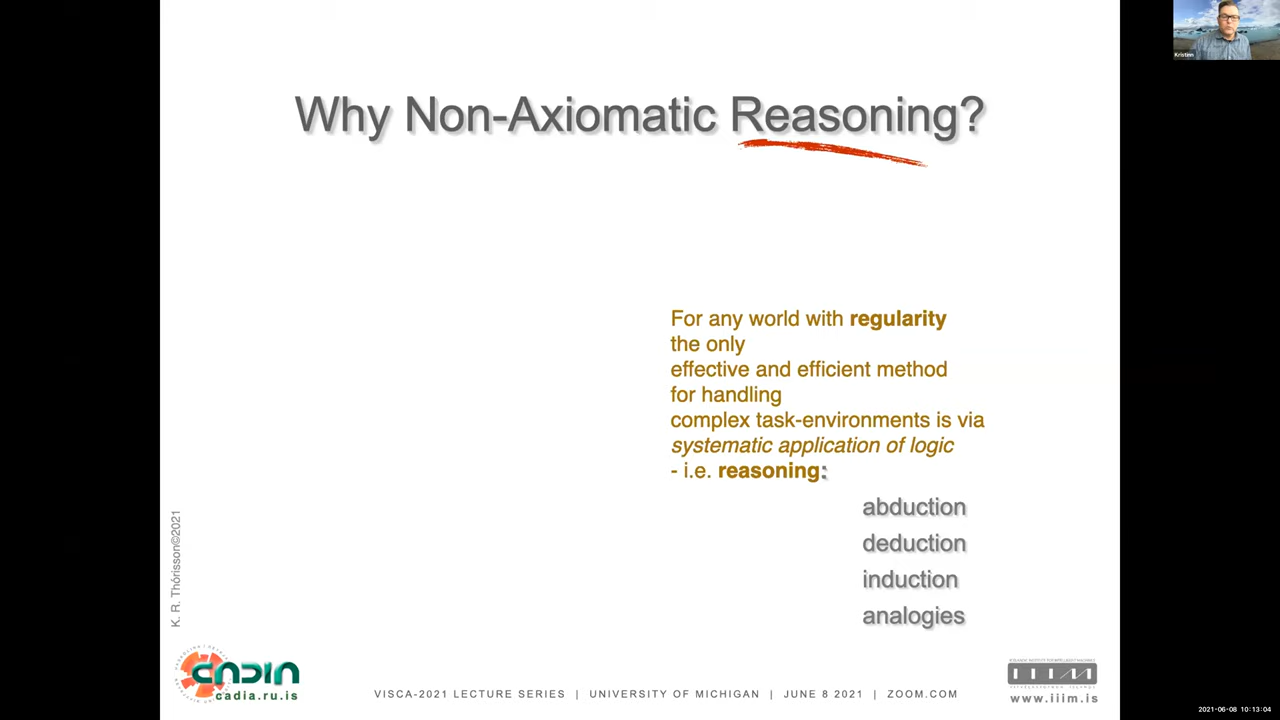 Kristinn
Why Non-Axiomatic Reasoning?
For any world with regularity
the only
effective and efficient method
for handling
complex task-environments is via
systematic application of logic
- i.e. reasoning:
abduction
deduction
induction
analogies
K. R. Thórisson©2021
CADIA
cadia.ru.is
VISCA-2021 LECTURE SERIES | UNIVERSITY OF MICHIGAN | JUNE 8 2021 | ZOOM.COM
IIIM
www.iiim.is
2021-06-08 10:13:04